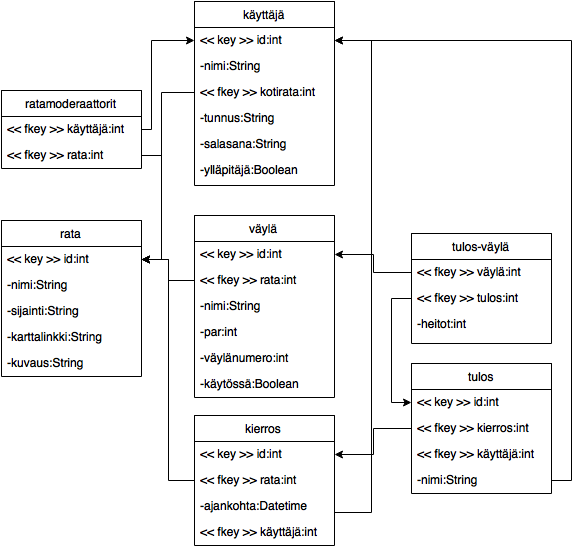 käyttäjä
<< key >> id:int
-nimi:String
<< fkey >> kotirata:int
-tunnus:String
-salasana:String
-ylläpitäjä:Boolean
ratamoderaattorit
<< fkey >> käyttäjä:int
<< fkey >> rata:int
rata
<< key >> id:int
-nimi:String
-sijainti:String
-karttalinkki:String
-kuvaus:String
väylä
<< key >> id:int
<< fkey >> rata:int
-nimi:String
-par:int
-väylänumero:int
-käytössä:Boolean
tulos-väylä
<< fkey >> väylä:int
<< fkey >> tulos:int
-heitot:int
tulos
<< key >> id:int
<< fkey >> kierros:int
<< fkey >> käyttäjä:int
-nimi:String
kierros
<< key >> id:int
<< fkey >> rata:int
-ajankohta:Datetime
<< fkey >> käyttäjä:int